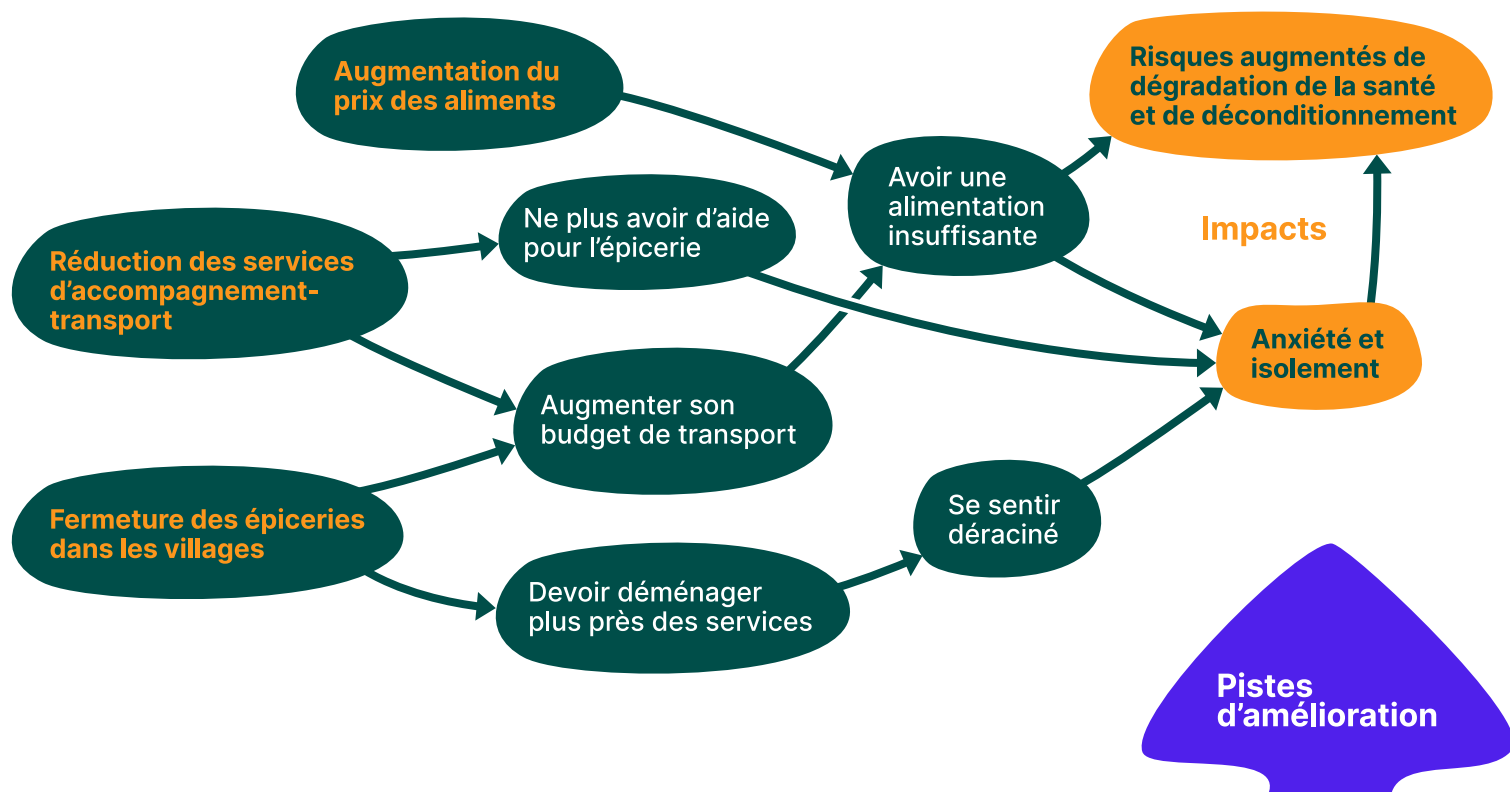 Augmentation du
prix des aliments
Risques augmentés de
dégradation de la santé
et de déconditionnement
Avoir une
alimentation
insuffisante
Ne plus avoir d’aide
pour l’épicerie
Impacts
Réduction des services
d’accompagnement-
transport
Anxiété et
isolement
Augmenter son
budget de transport
Fermeture des épiceries
dans les villages
Se sentir
déraciné
Devoir déménager
plus près des services
Pistes
d’amélioration